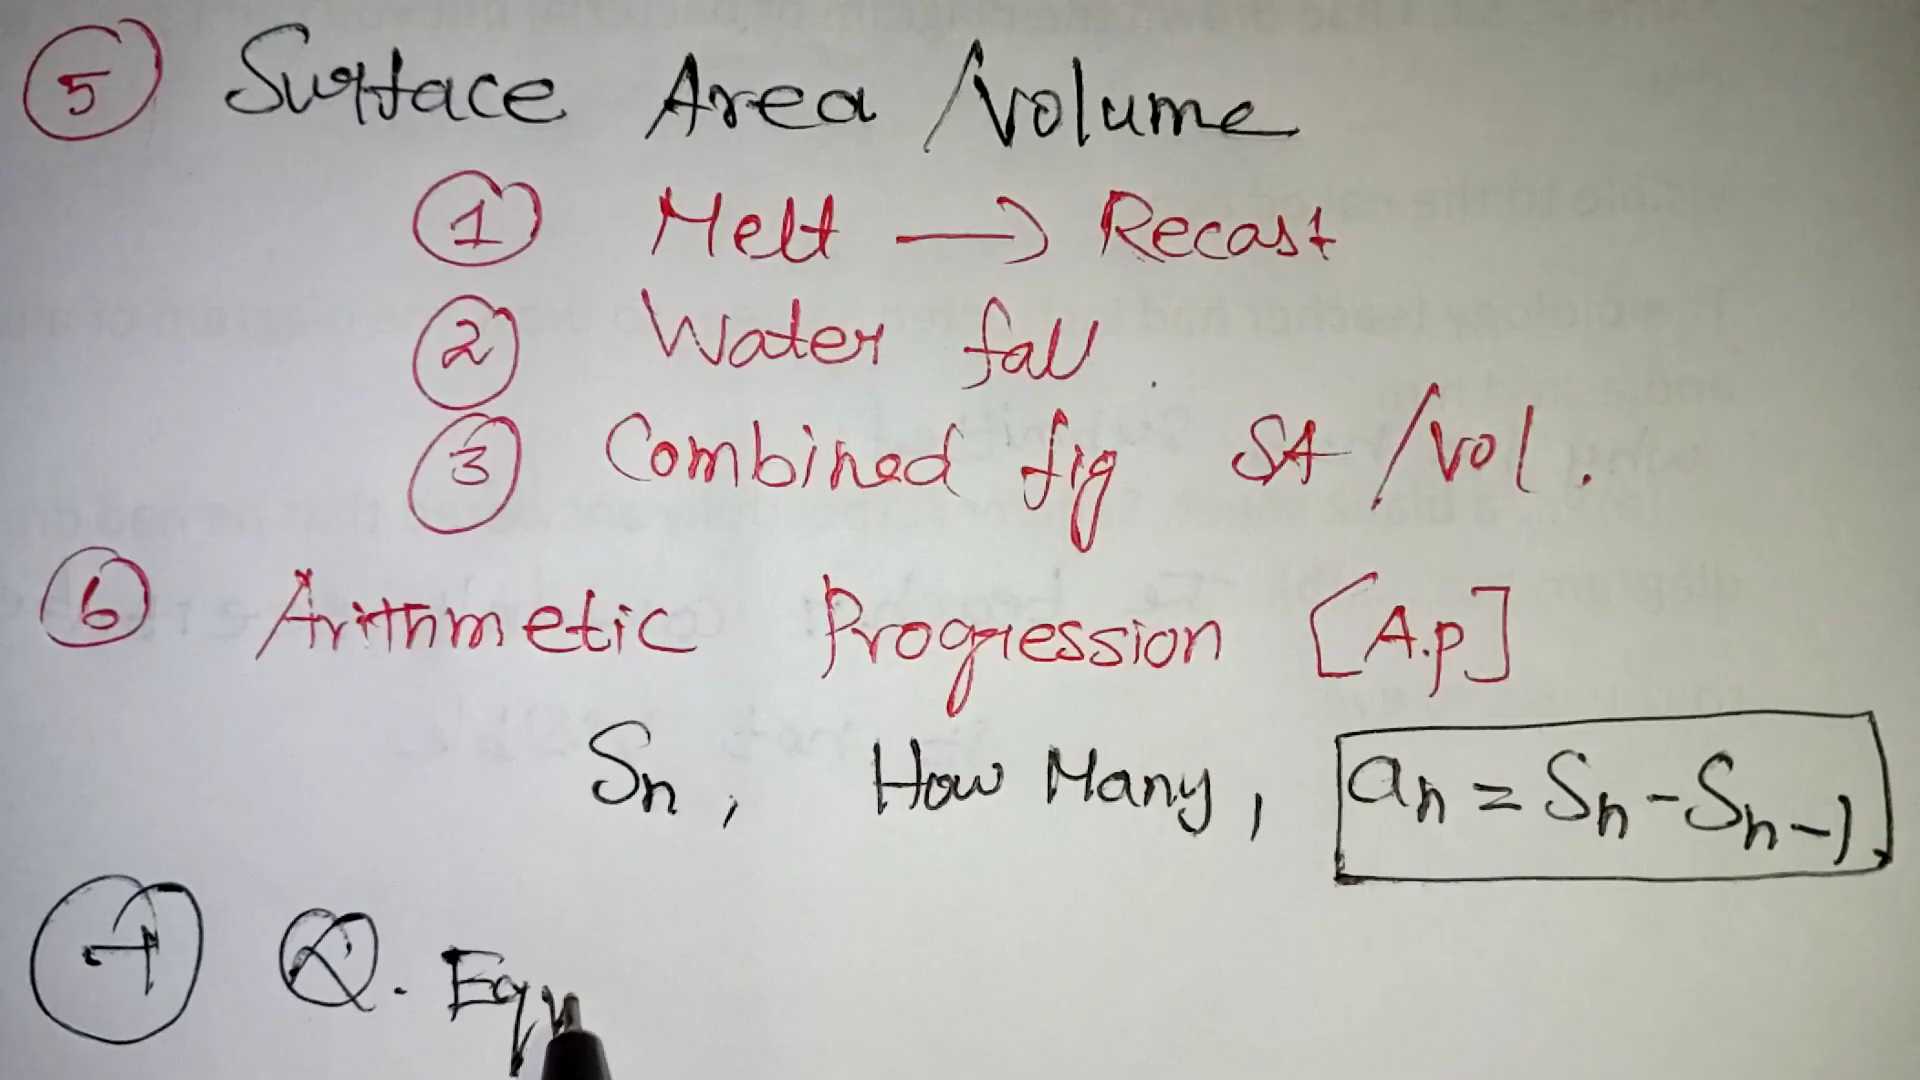 5 Surface Area /Volume
1 Melt → Recast
2 Water fall
3 Combined fig SA /Vol.
6 Arithmetic Progression [A.p]
Sn, How Many, an = Sn - Sn-1
7 Q. Equ